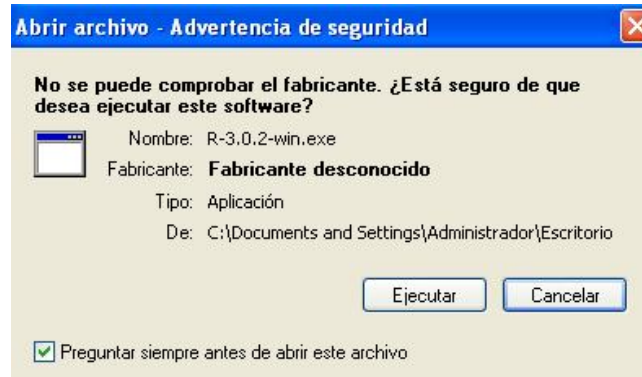 Abrir archivo - Advertencia de seguridad
No se puede comprobar el fabricante. ¿Está seguro de que
desea ejecutar este software?
Nombre: R-3.0.2-win.exe
Fabricante: Fabricante desconocido
Tipo: Aplicación
De: C:\Documents and Settings\Administrador\Escritorio
Ejecutar Cancelar
Preguntar siempre antes de abrir este archivo